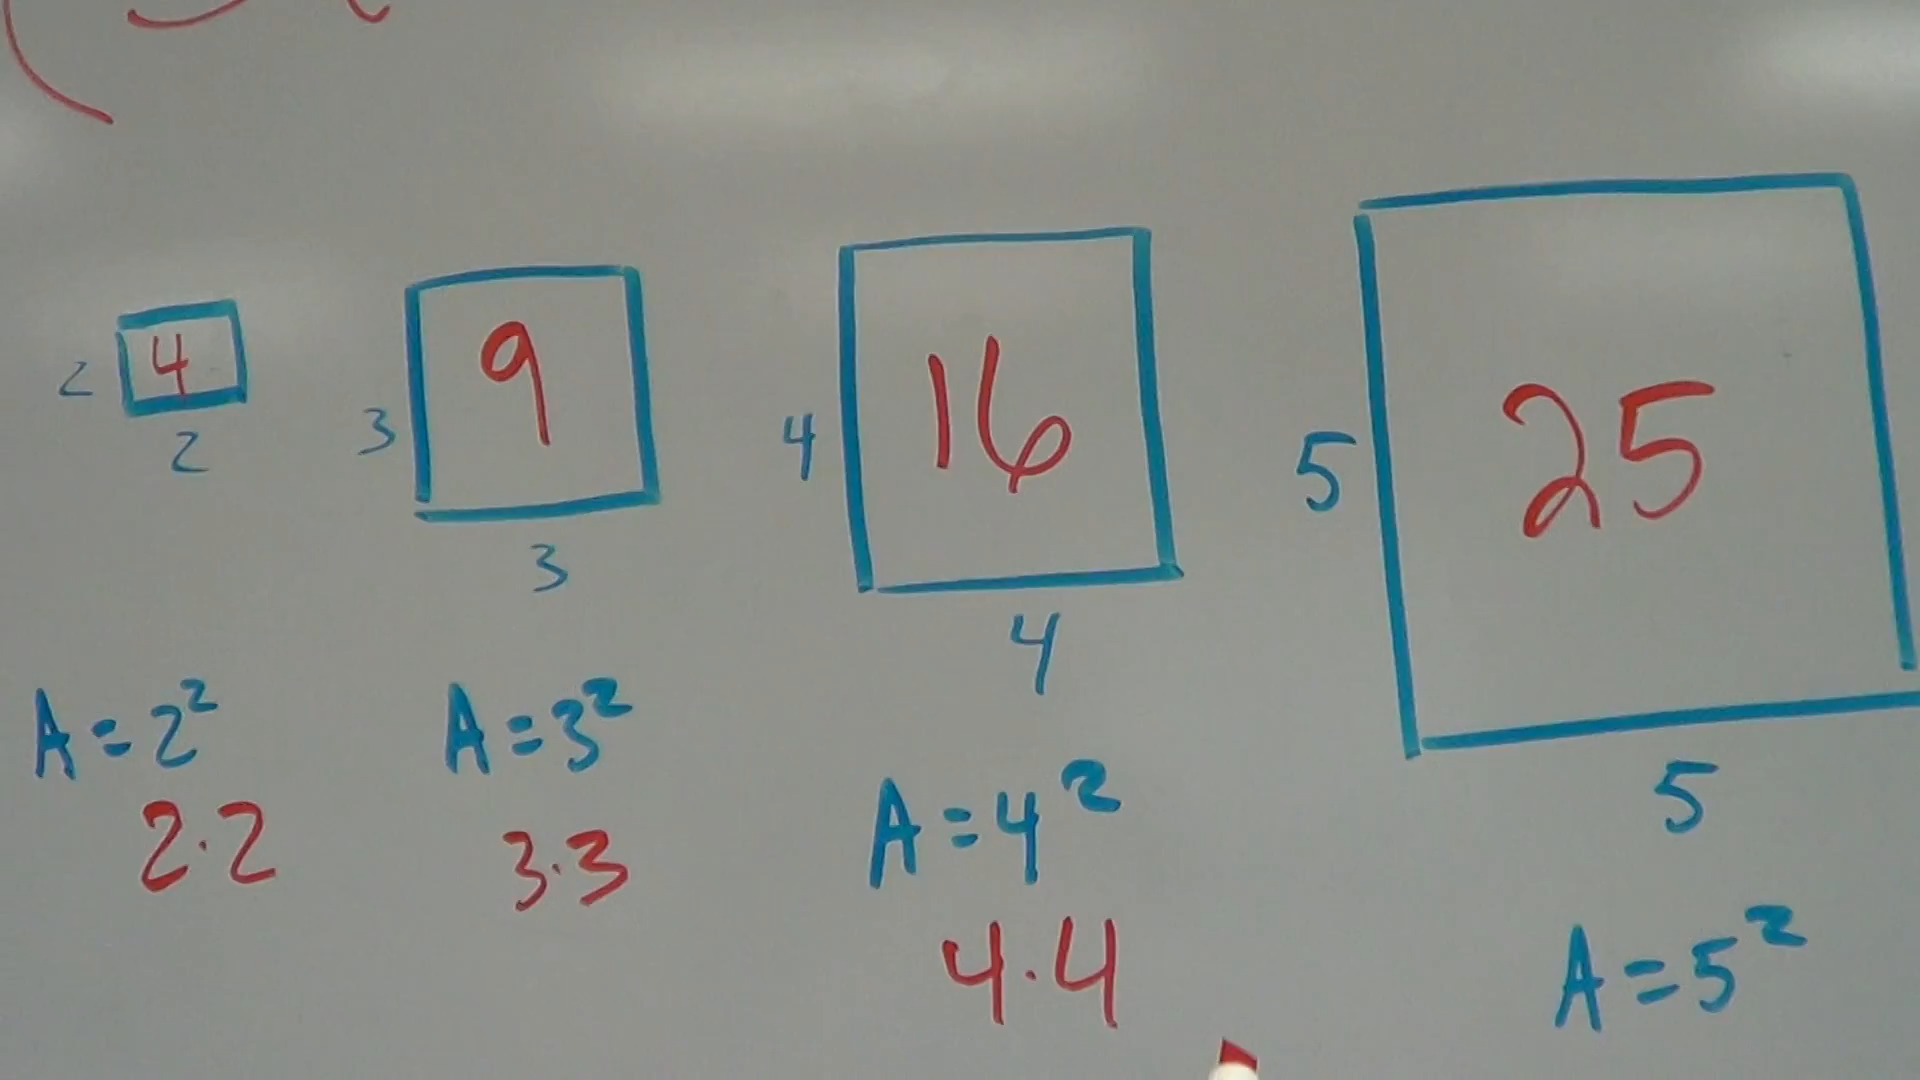 2 4
2
3 9
3
4 16
4
5 25
5
A = 2²
2·2
A = 3²
3·3
A = 4²
4·4
A = 5²